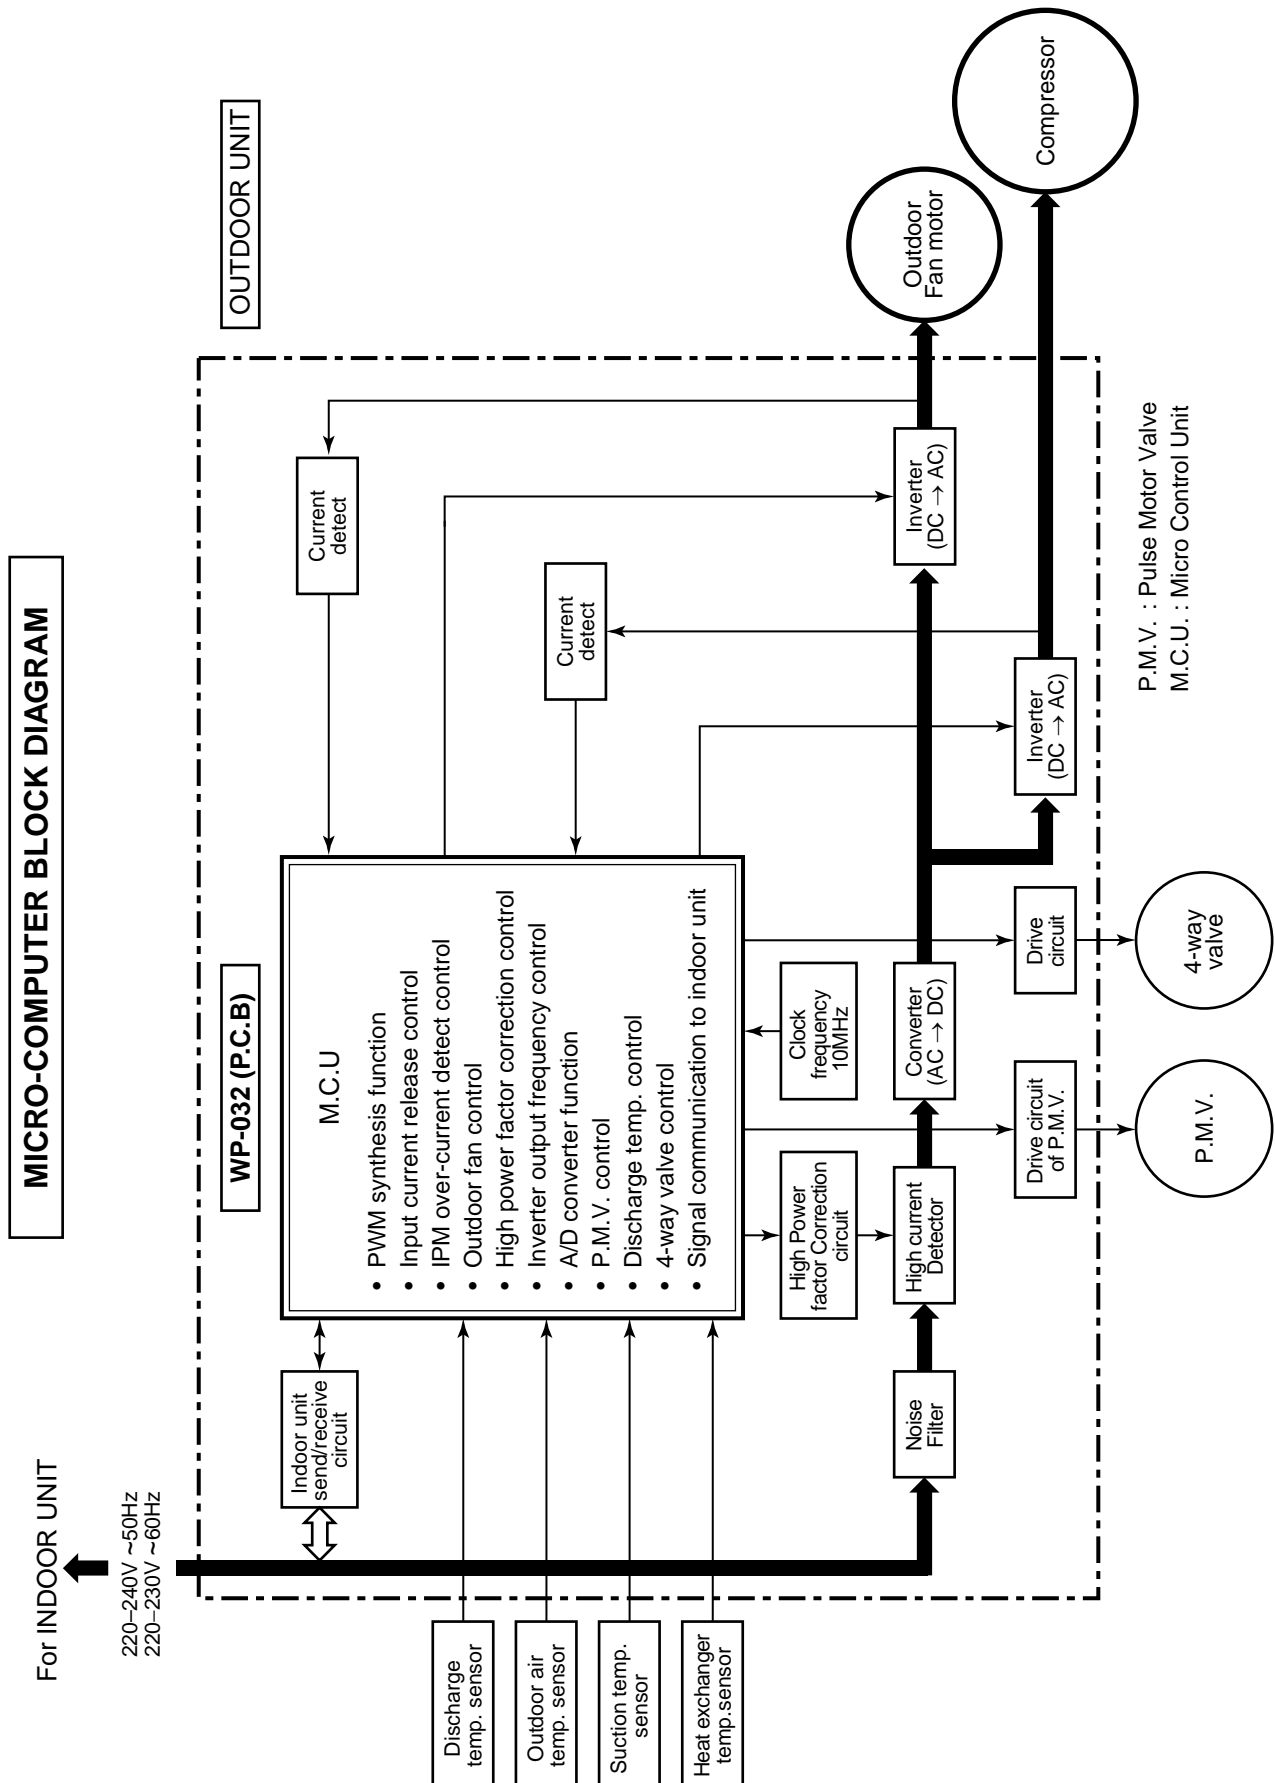 MICRO-COMPUTER BLOCK DIAGRAM
For INDOOR UNIT
220–240V ~50Hz
220–230V ~60Hz
WP-032 (P.C.B)
OUTDOOR UNIT
Indoor unit
send/receive
circuit
M.C.U
• PWM synthesis function
• Input current release control
• IPM over-current detect control
• Outdoor fan control
• High power factor correction control
• Inverter output frequency control
• A/D converter function
• P.M.V. control
• Discharge temp. control
• 4-way valve control
• Signal communication to indoor unit
Current
detect
Current
detect
Discharge
temp. sensor
Outdoor air
temp. sensor
Suction temp.
sensor
Heat exchanger
temp.sensor
High Power
factor Correction
circuit
Clock
frequency
10MHz
Noise
Filter
High current
Detector
Converter
(AC → DC)
Inverter
(DC → AC)
Outdoor
Fan motor
Drive circuit
of P.M.V.
Drive
circuit
Inverter
(DC → AC)
Compressor
P.M.V.
4-way
valve
P.M.V. : Pulse Motor Valve
M.C.U. : Micro Control Unit